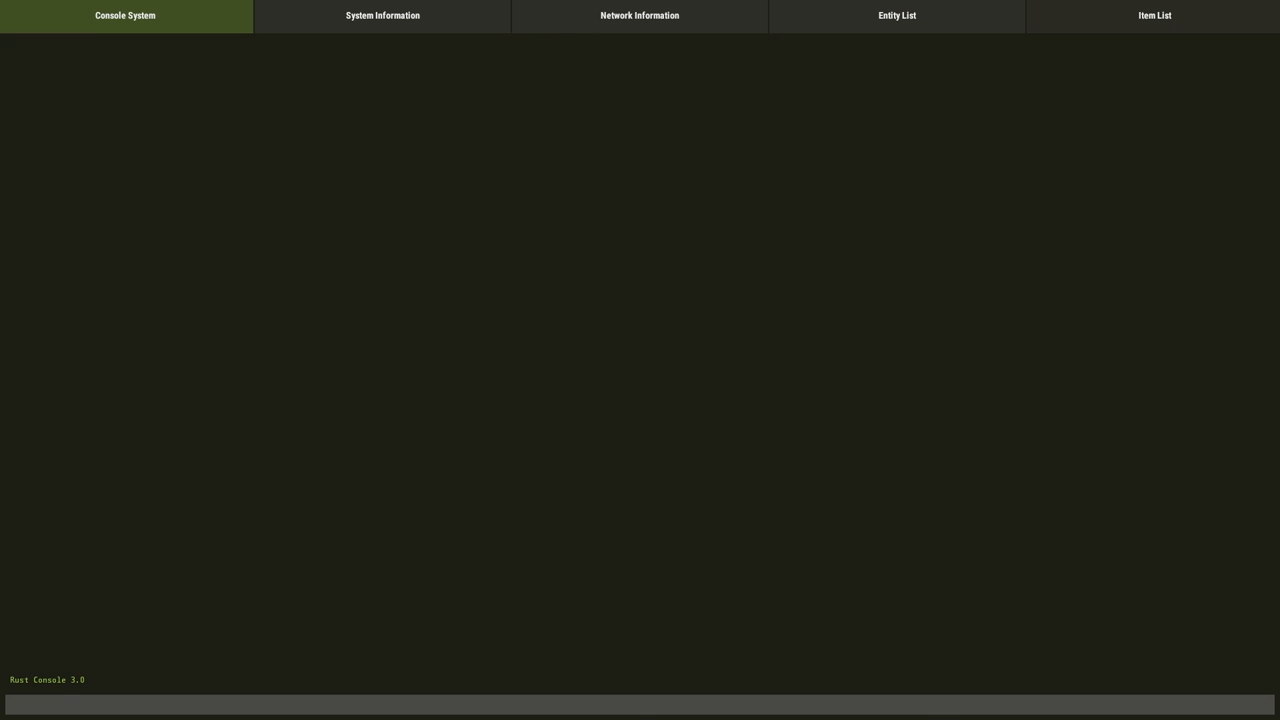 Console System
System Information
Network Information
Entity List
Item List
Rust Console 3.0